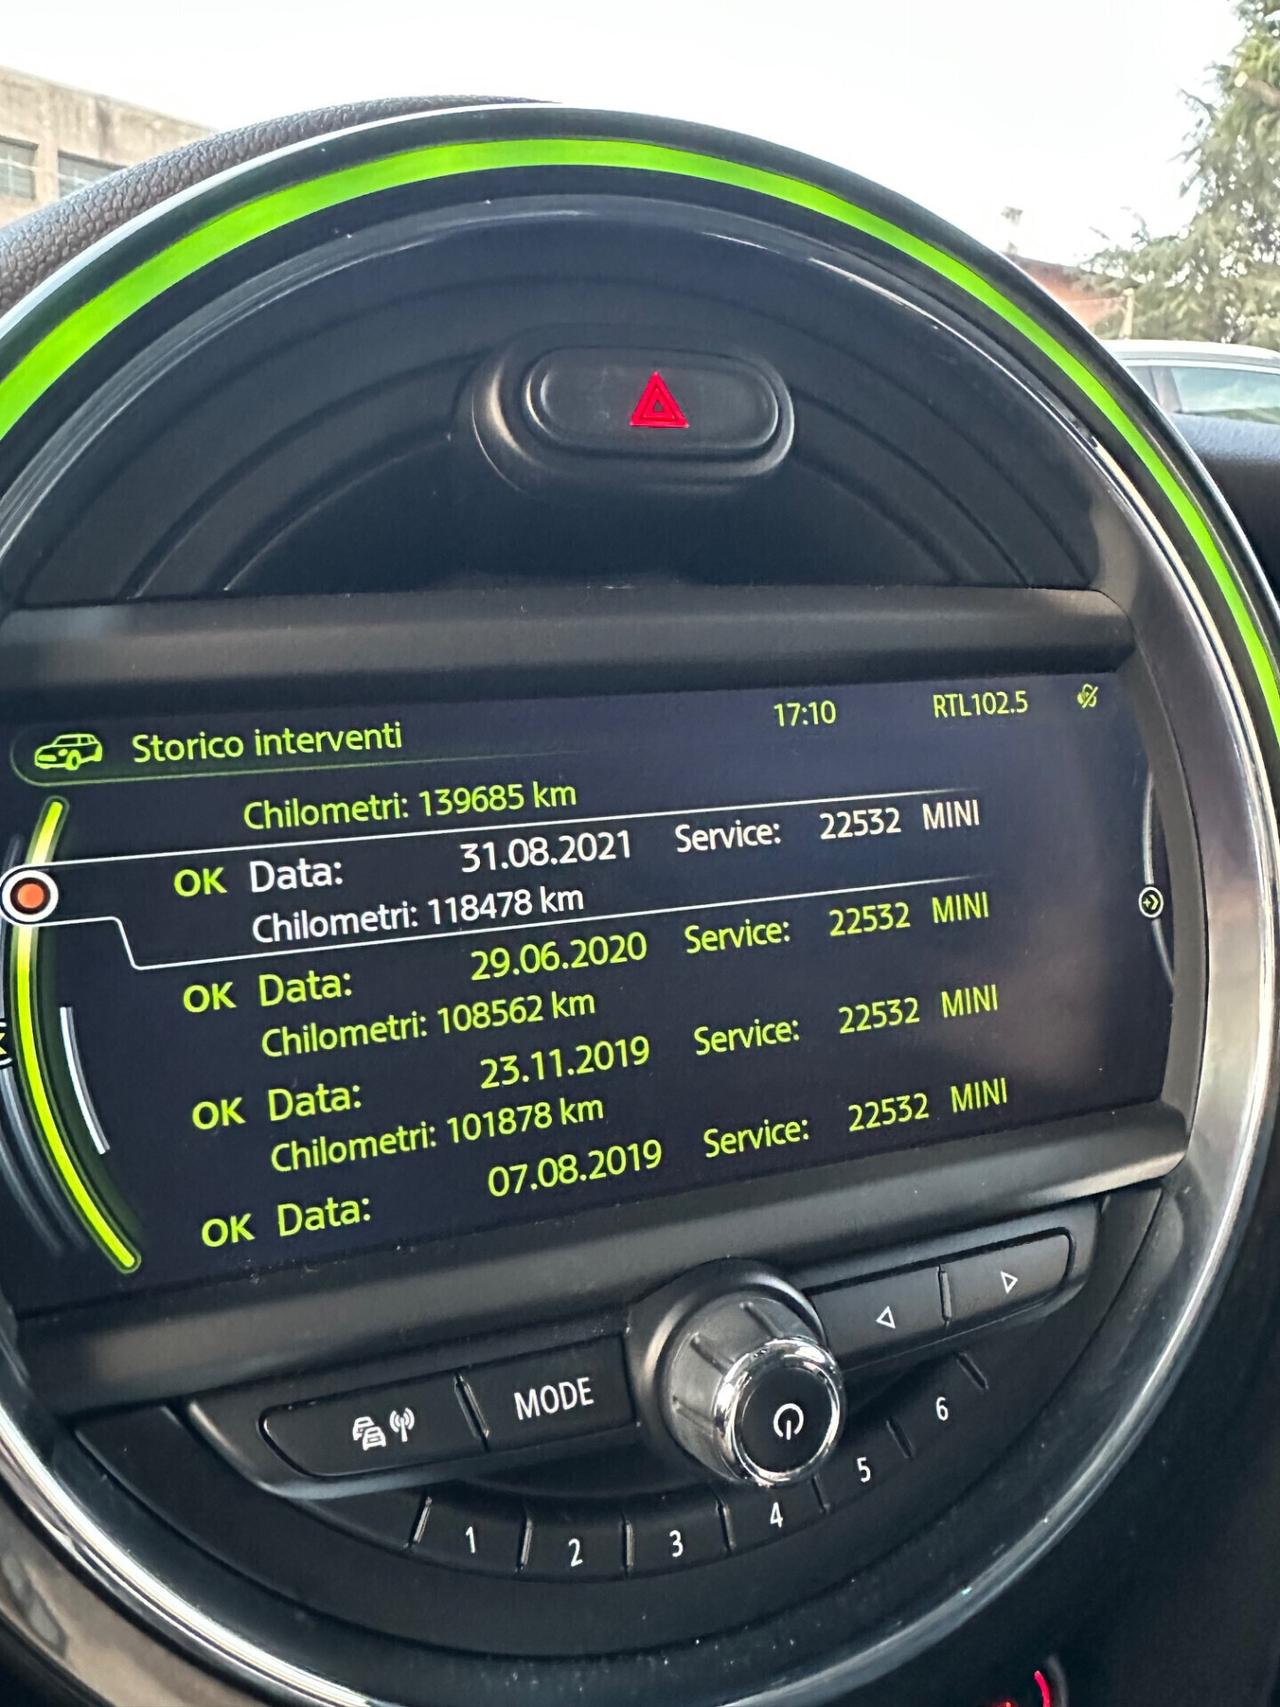 Storico interventi 17:10 RTL102.5
Chilometri: 139685 km
OK Data: 31.08.2021 Service: 22532 MINI
Chilometri: 118478 km
OK Data: 29.06.2020 Service: 22532 MINI
Chilometri: 108562 km
OK Data: 23.11.2019 Service: 22532 MINI
Chilometri: 101878 km
OK Data: 07.08.2019 Service: 22532 MINI
MODE
1 2 3 4 5 6